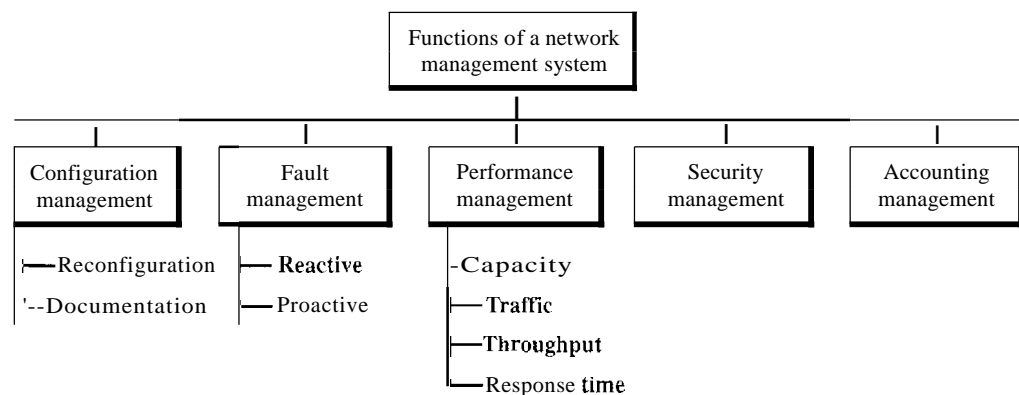 Functions of a network
management system
Configuration
management
Fault
management
Performance
management
Security
management
Accounting
management
Reconfiguration
'--Documentation
Reactive
Proactive
-Capacity
Traffic
Throughput
Response time